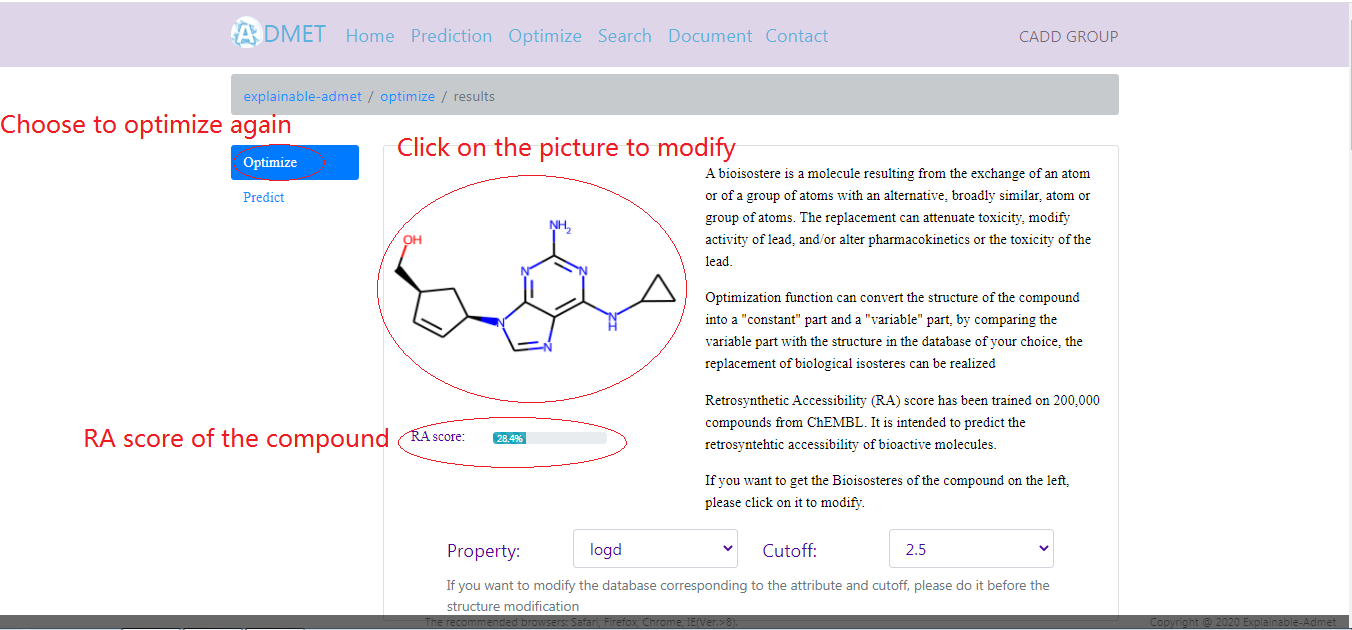 ADMET Home Prediction Optimize Search Document Contact CADD GROUP
explainable-admet / optimize / results
Choose to optimize again
Optimize
Predict
Click on the picture to modify
OH
NH2
N
N
N
N
N
H
A bioisostere is a molecule resulting from the exchange of an atom
or of a group of atoms with an alternative, broadly similar, atom or
group of atoms. The replacement can attenuate toxicity, modify
activity of lead, and/or alter pharmacokinetics or the toxicity of the
lead.
Optimization function can convert the structure of the compound
into a "constant" part and a "variable" part, by comparing the
variable part with the structure in the database of your choice, the
replacement of biological isosteres can be realized
Retrosynthetic Accessibility (RA) score has been trained on 200,000
compounds from ChEMBL. It is intended to predict the
retrosyntehtic accessibility of bioactive molecules.
If you want to get the Bioisosteres of the compound on the left,
please click on it to modify.
RA score of the compound
RA score: 28.4%
Property: logd Cutoff: 2.5
If you want to modify the database corresponding to the attribute and cutoff, please do it before the
structure modification
The recommended browsers: Safari, Firefox, Chrome, IE(Ver.>8). Copyright @ 2020 Explainable-Admet